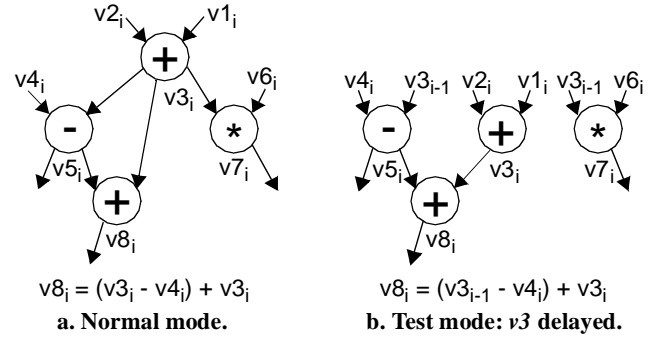 v2i v1i
+
v4i v3i v6i
- *
v5i v7i
+
v8i
v8i = (v3i - v4i) + v3i
a. Normal mode.
v4i v3i-1 v2i v1i v3i-1 v6i
- + *
v5i v3i v7i
+
v8i
v8i = (v3i-1 - v4i) + v3i
b. Test mode: v3 delayed.